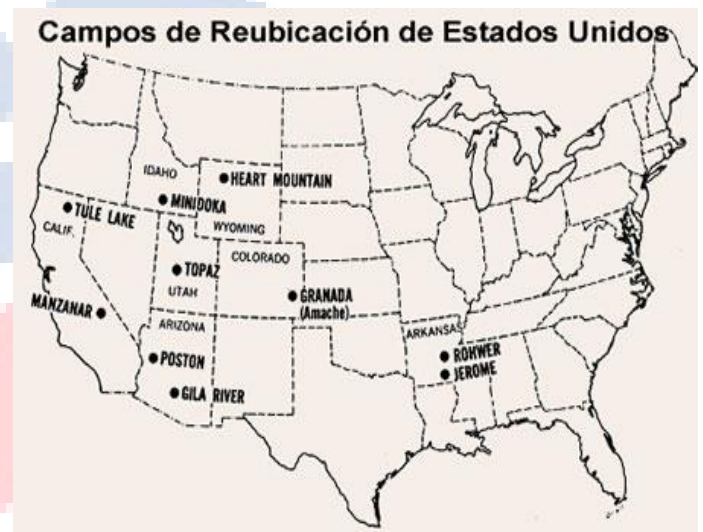 Campos de Reubicación de Estados Unidos
IDAHO
HEART MOUNTAIN
MINIDOKA
TULE LAKE
CALIF.
WYOMING
COLORADO
TOPAZ
UTAH
GRANADA
(Amache)
MANZANAR
ARIZONA
ARKANSAS
ROHWER
POSTON
JEROME
GILA RIVER